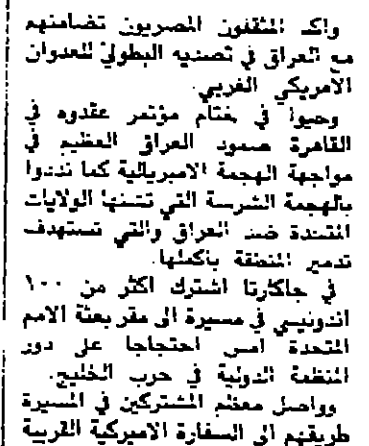 واكد المثقفون المصريون تضامنهم
مع العراق في تصديه البطولي للعدوان
الامريكي الغربي.
وحيوا في ختام مؤتمر عقدوه في
القاهرة صمود العراق العظيم في
مواجهة الهجمة الامبريالية كما نددوا
بالهجمة الشرسة التي تشنها الولايات
المتحدة ضد العراق والتي تستهدف
تدمير المنطقة باكملها.
في جاكارتا اشترك اكثر من ١٠٠
اندونيسي في مسيرة الى مقر بعثة الامم
المتحدة امس احتجاجا على دور
المنظمة الدولية في حرب الخليج.
وواصل معظم المشتركين في المسيرة
طريقهم الى السفارة الاميركية القريبة